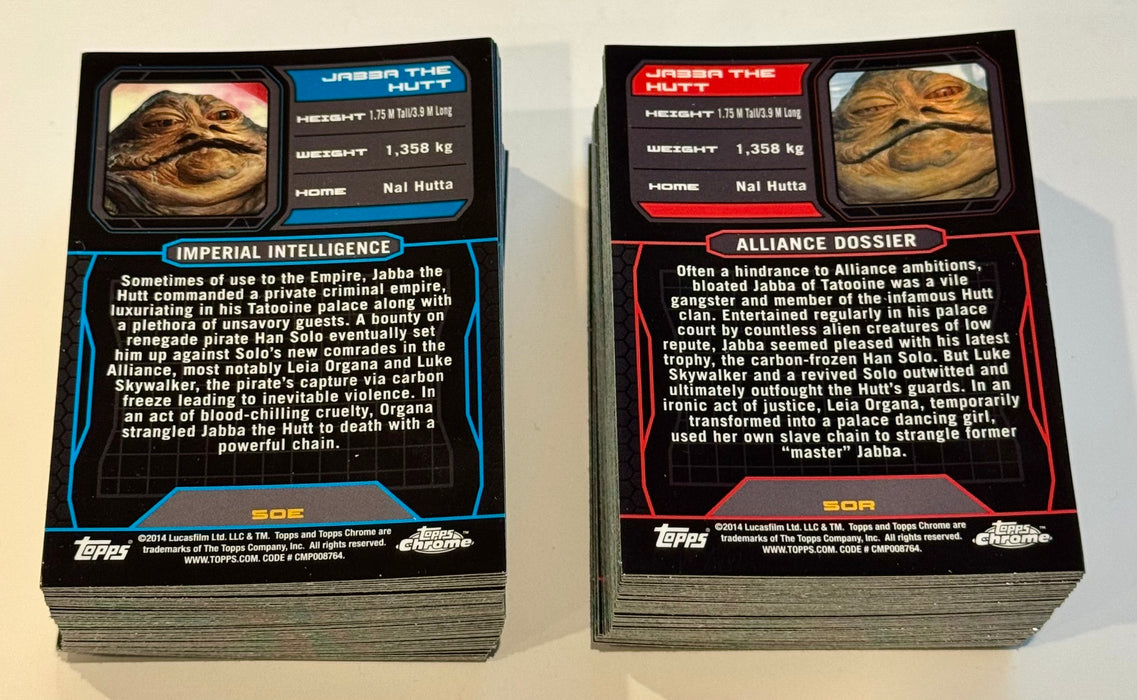 JABBA THE
HUTT
HEIGHT 1.75 M Tall/3.9 M Long
WEIGHT 1,358 kg
HOME Nal Hutta
IMPERIAL INTELLIGENCE
Sometimes of use to the Empire, Jabba the
Hutt commanded a private criminal empire,
luxuriating in his Tatooine palace along with
a plethora of unsavory guests. A bounty on
renegade pirate Han Solo eventually set
him up against Solo's new comrades in the
Alliance, most notably Leia Organa and Luke
Skywalker, the pirate's capture via carbon
freeze leading to inevitable violence. In
an act of blood-chilling cruelty, Organa
strangled Jabba the Hutt to death with a
powerful chain.
50E
Topps®
©2014 Lucasfilm Ltd. LLC & TM. Topps and Topps Chrome are
trademarks of The Topps Company, Inc. All rights reserved.
WWW.TOPPS.COM. CODE # CMP008764.
Topps Chrome™
JABBA THE
HUTT
HEIGHT 1.75 M Tall/3.9 M Long
WEIGHT 1,358 kg
HOME Nal Hutta
ALLIANCE DOSSIER
Often a hindrance to Alliance ambitions,
bloated Jabba of Tatooine was a vile
gangster and member of the infamous Hutt
clan. Entertained regularly in his palace
court by countless alien creatures of low
repute, Jabba seemed pleased with his latest
trophy, the carbon-frozen Han Solo. But Luke
Skywalker and a revived Solo outwitted and
ultimately outfought the Hutt's guards. In an
ironic act of justice, Leia Organa, temporarily
transformed into a palace dancing girl,
used her own slave chain to strangle former
“master” Jabba.
50R
Topps®
©2014 Lucasfilm Ltd. LLC & TM. Topps and Topps Chrome are
trademarks of The Topps Company, Inc. All rights reserved.
WWW.TOPPS.COM. CODE # CMP008764.
Topps Chrome™